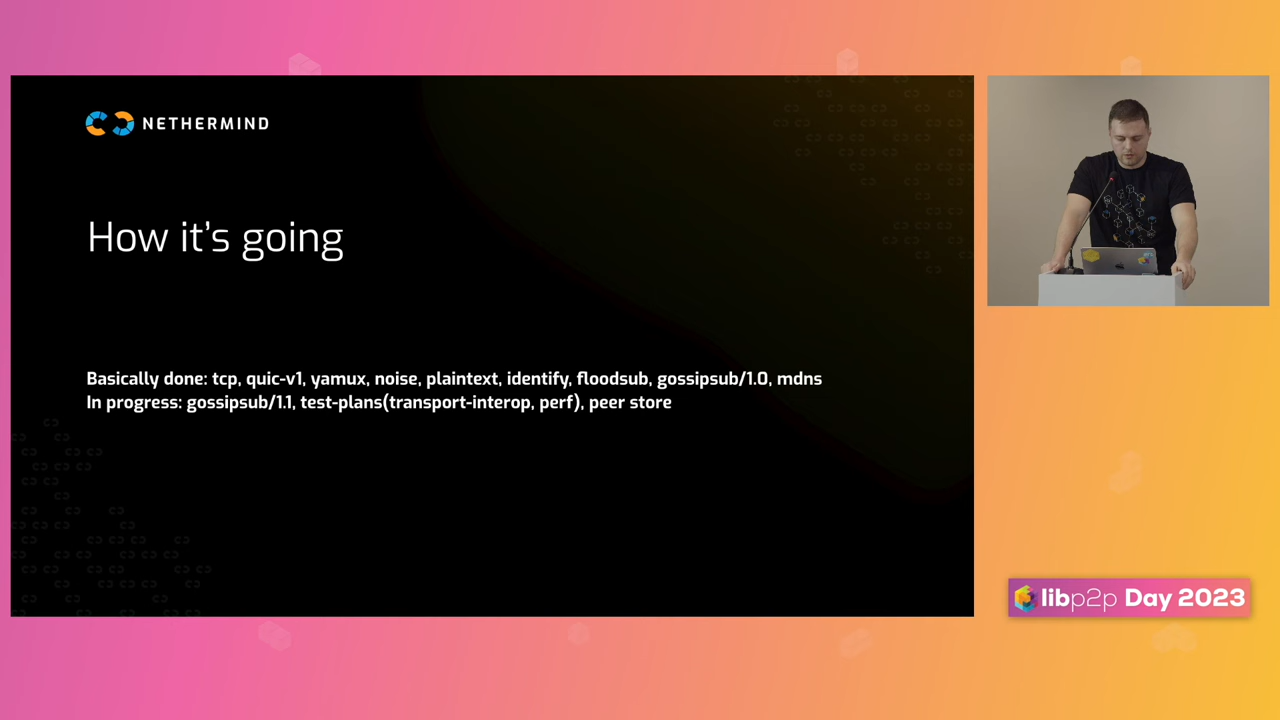 NETHERMIND
How it's going
Basically done: tcp, quic-v1, yamux, noise, plaintext, identify, floodsub, gossipsub/1.0, mdns
In progress: gossipsub/1.1, test-plans(transport-interop, perf), peer store
libp2p Day 2023